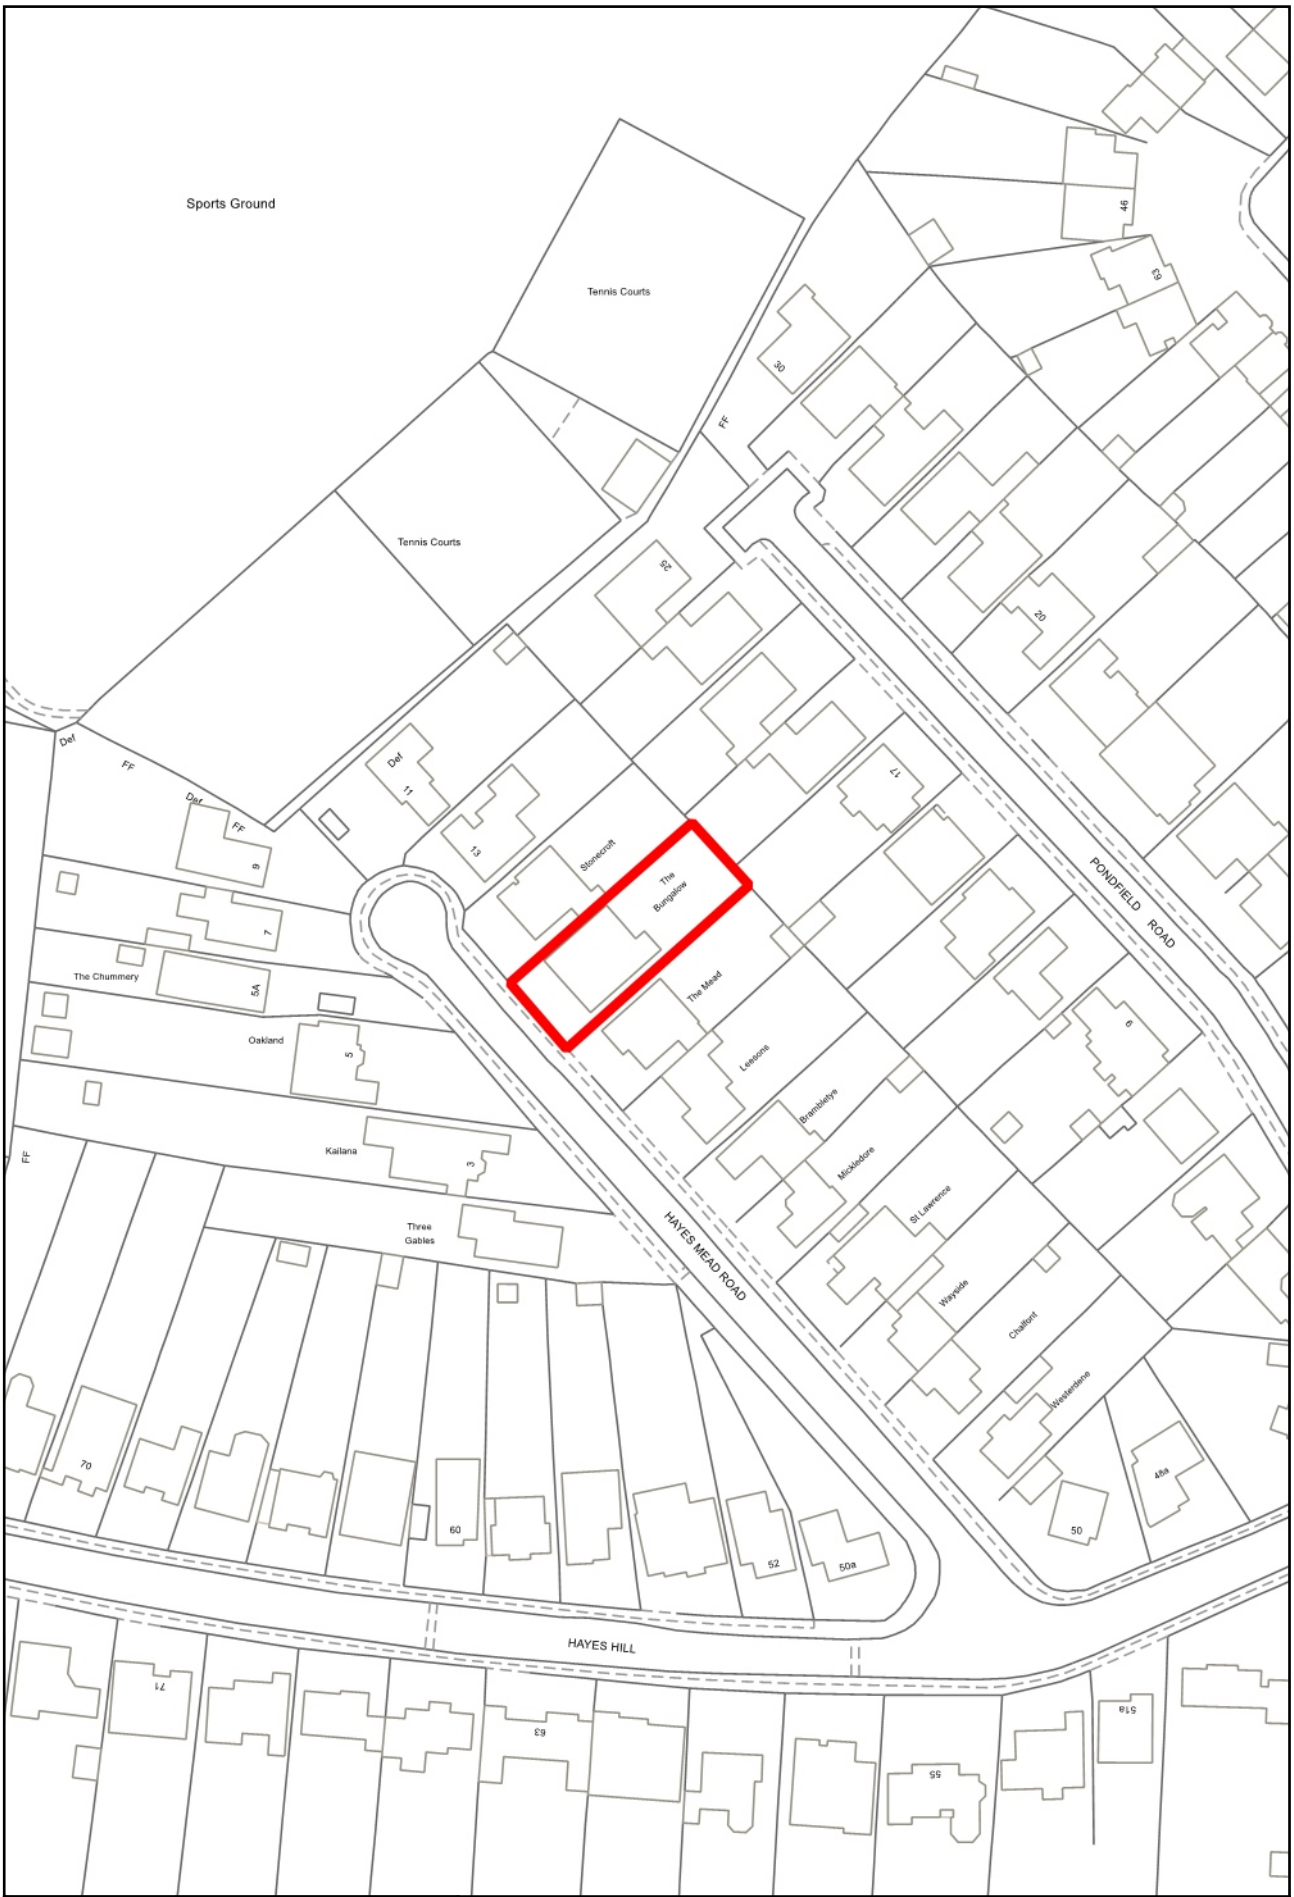 Sports Ground
46
63
Tennis Courts
30
FF
Tennis Courts
25
20
Def
FF
Def
FF
9
Def
11
13
17
Stonecroft
The
Bungalow
PONDFIELD ROAD
7
The Chummery
5A
The Mead
Oakland
5
6
Leesons
Brambletye
Kailana
3
Mickledore
FF
St Lawrence
Three
Gables
HAYES MEAD ROAD
Wayside
Chalfont
Westerdene
70
60
52
50a
50
48a
HAYES HILL
71
63
55
51a